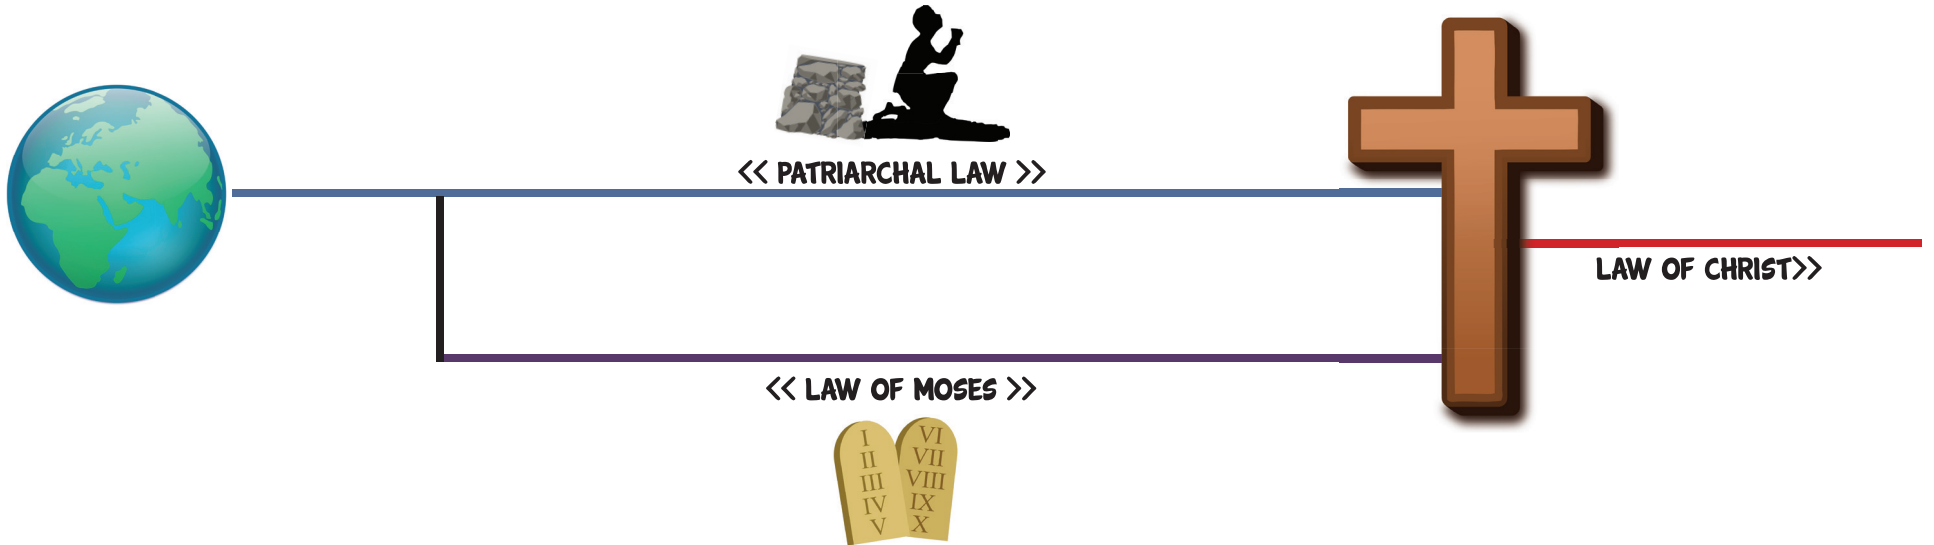 << PATRIARCHAL LAW >>
LAW OF CHRIST>>
<< LAW OF MOSES >>
I VI
II VII
III VIII
IV IX
V X